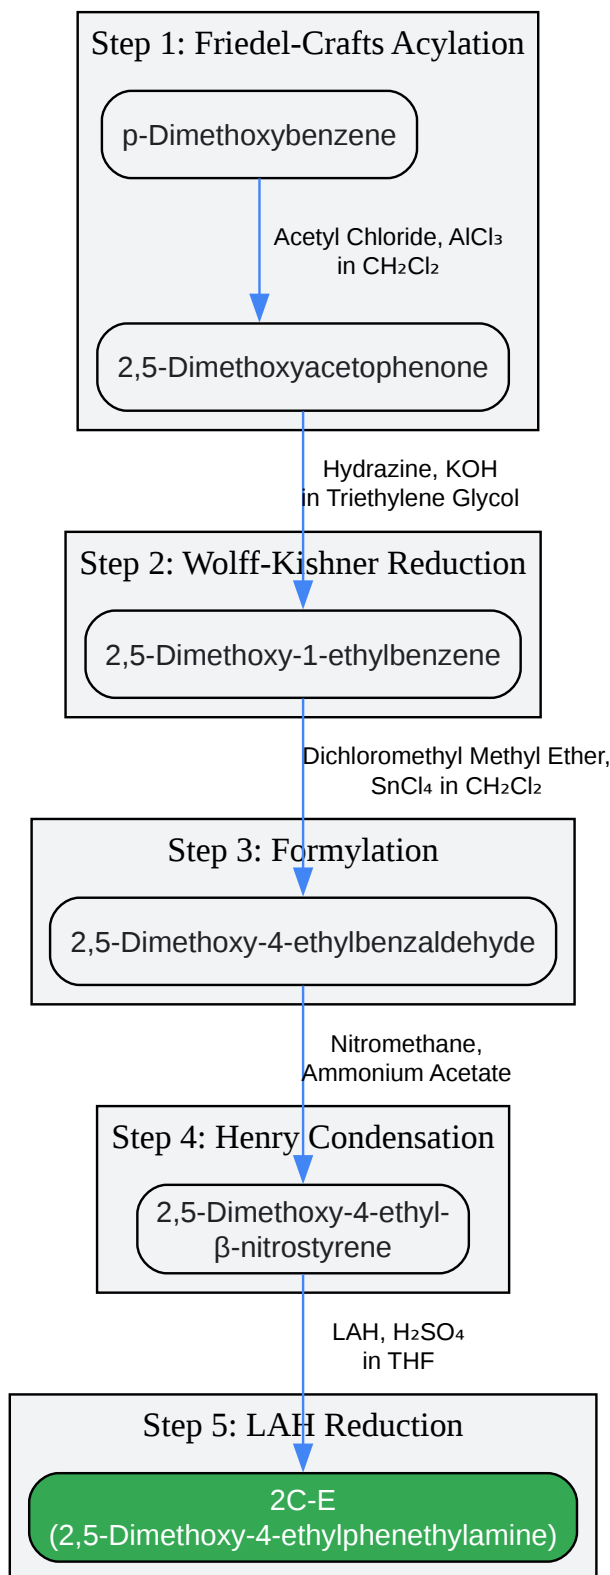 Step 1: Friedel-Crafts Acylation
p-Dimethoxybenzene
Acetyl Chloride, AlCl₃
in CH₂Cl₂
2,5-Dimethoxyacetophenone
Hydrazine, KOH
in Triethylene Glycol
Step 2: Wolff-Kishner Reduction
2,5-Dimethoxy-1-ethylbenzene
Dichloromethyl Methyl Ether,
SnCl₄ in CH₂Cl₂
Step 3: Formylation
2,5-Dimethoxy-4-ethylbenzaldehyde
Nitromethane,
Ammonium Acetate
Step 4: Henry Condensation
2,5-Dimethoxy-4-ethyl-
β-nitrostyrene
LAH, H₂SO₄
in THF
Step 5: LAH Reduction
2C-E
(2,5-Dimethoxy-4-ethylphenethylamine)